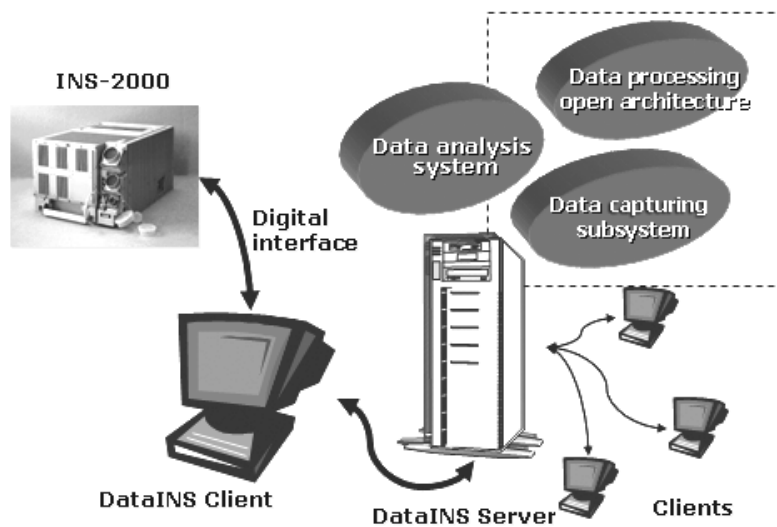 INS-2000
Data processing
open architecture
Data analysis
system
Data capturing
subsystem
Digital
interface
DataINS Client
DataINS Server
Clients